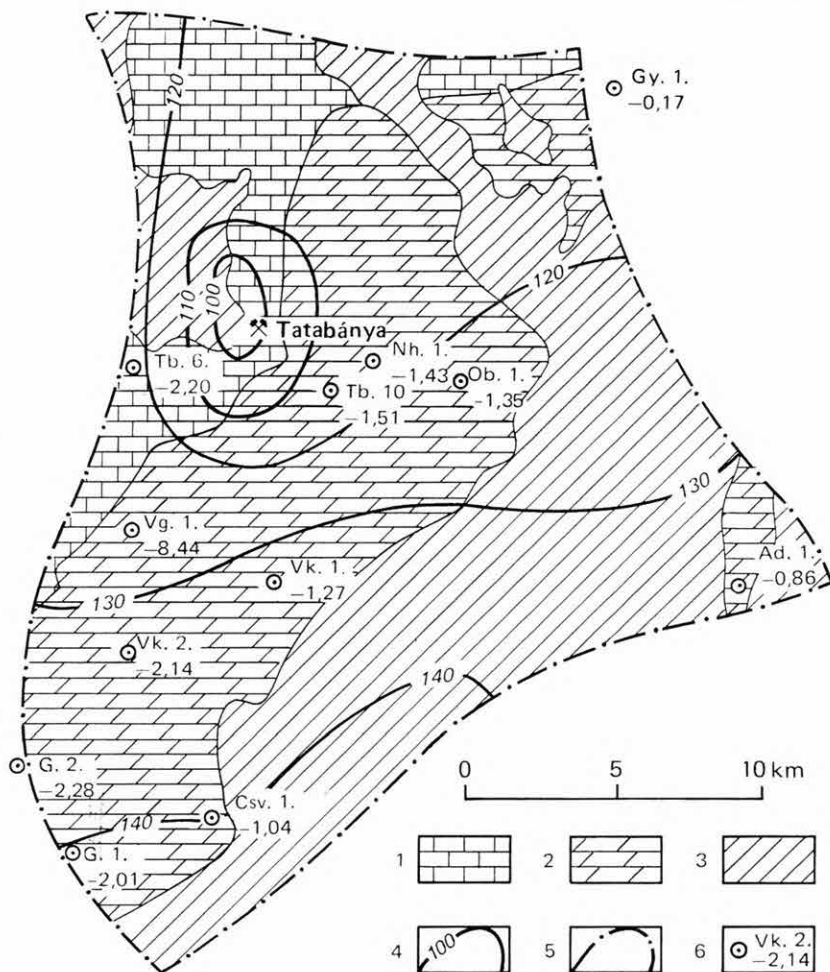 120
Gy. 1.
−0,17
120
110
100
Tatabánya
Nh. 1.
−1,43
Ob. 1.
−1,35
Tb. 6.
−2,20
Tb. 10
−1,51
130
Vg. 1.
−8,44
Vk. 1.
−1,27
Ad. 1.
−0,86
130
Vk. 2.
−2,14
140
G. 2.
−2,28
Csv. 1.
−1,04
140
G. 1.
−2,01
0 5 10 km
1 2 3
4 100 5 6 Vk. 2.
−2,14